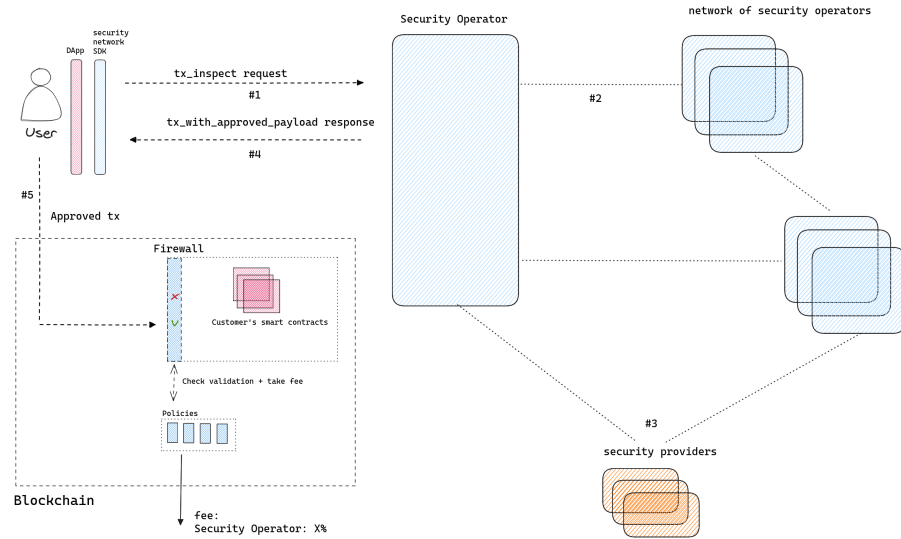 network of security operators
Security Operator
security
network
SDK
DApp
tx_inspect request
#1
#2
tx_with_approved_payload response
User
#4
#5
Approved tx
Firewall
x
v
Customer's smart contracts
Check validation + take fee
Policies
#3
security providers
Blockchain
fee:
Security Operator: X%